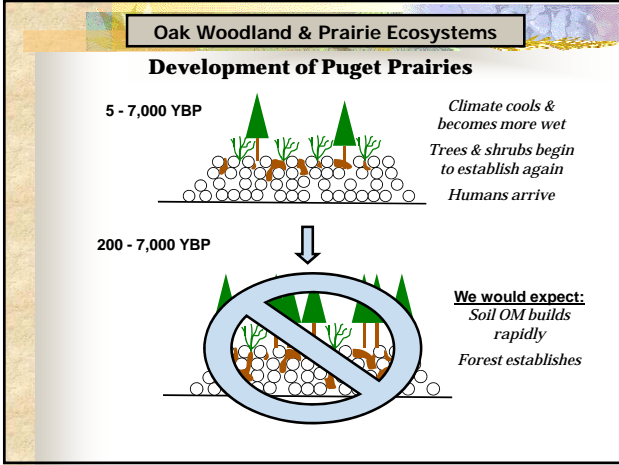 Oak Woodland & Prairie Ecosystems
Development of Puget Prairies
5 - 7,000 YBP
Climate cools &
becomes more wet
Trees & shrubs begin
to establish again
Humans arrive
200 - 7,000 YBP
We would expect:
Soil OM builds
rapidly
Forest establishes